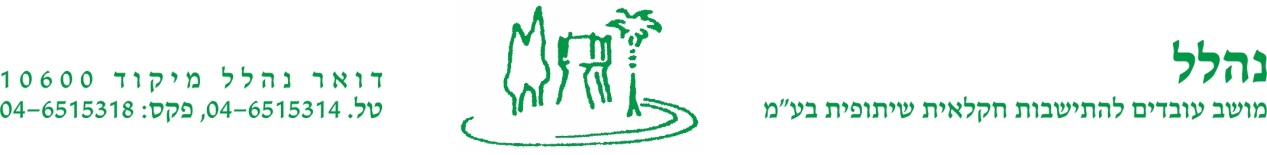 נהלל
מושב עובדים להתישבות חקלאית שיתופית בע"מ
דואר נהלל מיקוד 10600
טל. 04-6515314, פקס: 04-6515318